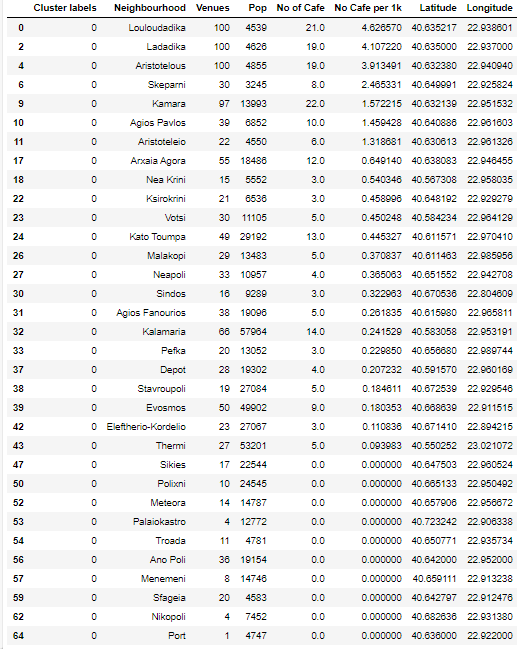 Cluster labels Neighbourhood Venues Pop No of Cafe No Cafe per 1k Latitude Longitude
0 0 Louloudadika 100 4539 21.0 4.626570 40.635217 22.938601
2 0 Ladadika 100 4626 19.0 4.107220 40.635000 22.937000
4 0 Aristotelous 100 4855 19.0 3.913491 40.632380 22.940940
6 0 Skeparni 30 3245 8.0 2.465331 40.649991 22.925824
9 0 Kamara 97 13993 22.0 1.572215 40.632139 22.951532
10 0 Agios Pavlos 39 6852 10.0 1.459428 40.640886 22.961603
11 0 Aristoteleio 22 4550 6.0 1.318681 40.630613 22.961326
17 0 Arxaia Agora 55 18486 12.0 0.649140 40.638083 22.946455
18 0 Nea Krini 15 5552 3.0 0.540346 40.567308 22.958035
22 0 Ksirokrini 21 6536 3.0 0.458996 40.648192 22.929279
23 0 Votsi 30 11105 5.0 0.450248 40.584234 22.964129
24 0 Kato Toumpa 49 29192 13.0 0.445327 40.611571 22.970410
26 0 Malakopi 29 13483 5.0 0.370837 40.611463 22.985956
27 0 Neapoli 33 10957 4.0 0.365063 40.651552 22.942708
30 0 Sindos 16 9289 3.0 0.322963 40.670536 22.804609
31 0 Agios Fanourios 38 19096 5.0 0.261835 40.615980 22.965811
32 0 Kalamaria 66 57964 14.0 0.241529 40.583058 22.953191
33 0 Pefka 20 13052 3.0 0.229850 40.656680 22.989744
37 0 Depot 28 19302 4.0 0.207232 40.591570 22.960169
38 0 Stavroupoli 19 27084 5.0 0.184611 40.672539 22.929546
39 0 Evosmos 50 49902 9.0 0.180353 40.668639 22.911515
42 0 Eleftherio-Kordelio 23 27067 3.0 0.110836 40.671410 22.894215
43 0 Thermi 27 53201 5.0 0.093983 40.550252 23.021072
47 0 Sikies 17 22544 0.0 0.000000 40.647503 22.960524
50 0 Polixni 10 24545 0.0 0.000000 40.665133 22.950492
52 0 Meteora 14 14787 0.0 0.000000 40.657906 22.956672
53 0 Palaiokastro 4 12772 0.0 0.000000 40.723242 22.906338
54 0 Troada 11 4781 0.0 0.000000 40.650771 22.935734
56 0 Ano Poli 36 19154 0.0 0.000000 40.642000 22.952000
57 0 Menemeni 8 14746 0.0 0.000000 40.659111 22.913238
59 0 Sfageia 20 4583 0.0 0.000000 40.642797 22.912476
62 0 Nikopoli 4 7452 0.0 0.000000 40.682636 22.931380
64 0 Port 1 4747 0.0 0.000000 40.636000 22.922000